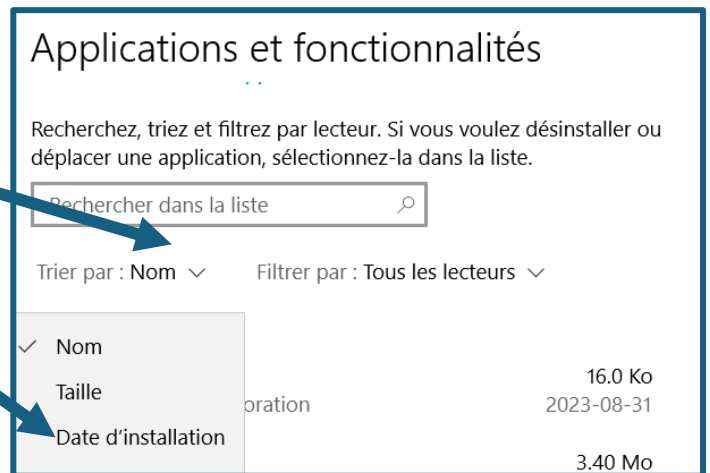 Applications et fonctionnalités
Recherchez, triez et filtrez par lecteur. Si vous voulez désinstaller ou
déplacer une application, sélectionnez-la dans la liste.
Rechercher dans la liste
Trier par : Nom Filtrer par : Tous les lecteurs
Nom
16.0 Ko
Taille
oration 2023-08-31
Date d'installation
3.40 Mo